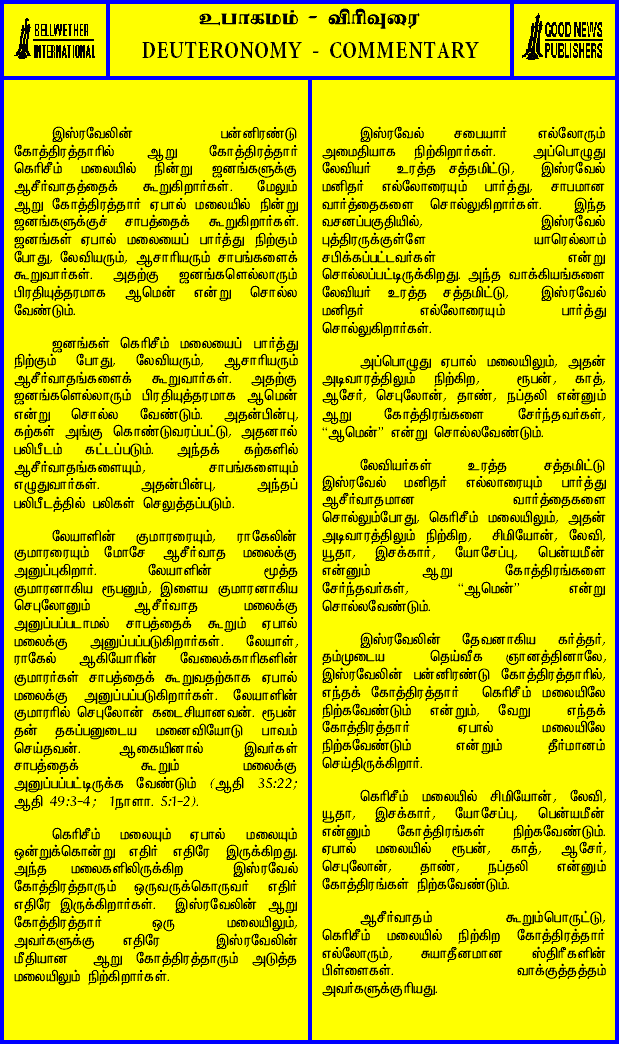 உபாகமம் - விரிவுரை
BELLWETHER
INTERNATIONAL
DEUTERONOMY - COMMENTARY
GOOD NEWS
PUBLISHERS
இஸ்ரவேலின் பன்னிரண்டு
கோத்திரத்தாரில் ஆறு கோத்திரத்தார்
கெரிசீம் மலையில் நின்று ஜனங்களுக்கு
ஆசீர்வாதத்தைக் கூறுகிறார்கள். மேலும்
ஆறு கோத்திரத்தார் ஏபால் மலையில் நின்று
ஜனங்களுக்குச் சாபத்தைக் கூறுகிறார்கள்.
ஜனங்கள் ஏபால் மலையைப் பார்த்து நிற்கும்
போது, லேவியரும், ஆசாரியரும் சாபங்களைக்
கூறுவார்கள். அதற்கு ஜனங்களெல்லாரும்
பிரதியுத்தரமாக ஆமென் என்று சொல்ல
வேண்டும்.
ஜனங்கள் கெரிசீம் மலையைப் பார்த்து
நிற்கும் போது, லேவியரும், ஆசாரியரும்
ஆசீர்வாதங்களைக் கூறுவார்கள். அதற்கு
ஜனங்களெல்லாரும் பிரதியுத்தரமாக ஆமென்
என்று சொல்ல வேண்டும். அதன்பின்பு,
கற்கள் அங்கு கொண்டுவரப்பட்டு, அதனால்
பலிபீடம் கட்டப்படும். அந்தக் கற்களில்
ஆசீர்வாதங்களையும், சாபங்களையும்
எழுதுவார்கள். அதன்பின்பு, அந்தப்
பலிபீடத்தில் பலிகள் செலுத்தப்படும்.
லேயாளின் குமாரரையும், ராகேலின்
குமாரரையும் மோசே ஆசீர்வாத மலைக்கு
அனுப்புகிறார். லேயாளின் மூத்த
குமாரனாகிய ரூபனும், இளைய குமாரனாகிய
செபுலோனும் ஆசீர்வாத மலைக்கு
அனுப்பப்படாமல் சாபத்தைக் கூறும் ஏபால்
மலைக்கு அனுப்பப்படுகிறார்கள். லேயாள்,
ராகேல் ஆகியோரின் வேலைக்காரிகளின்
குமாரர்கள் சாபத்தைக் கூறுவதற்காக ஏபால்
மலைக்கு அனுப்பப்படுகிறார்கள். லேயாளின்
குமாரரில் செபுலோன் கடைசியானவன். ரூபன்
தன் தகப்பனுடைய மனைவியோடு பாவம்
செய்தவன். ஆகையினால் இவர்கள்
சாபத்தைக் கூறும் மலைக்கு
அனுப்பப்பட்டிருக்க வேண்டும் (ஆதி 35:22;
ஆதி 49:3-4; 1நாளா. 5:1-2).
கெரிசீம் மலையும் ஏபால் மலையும்
ஒன்றுக்கொன்று எதிர் எதிரே இருக்கிறது.
அந்த மலைகளிலிருக்கிற இஸ்ரவேல்
கோத்திரத்தாரும் ஒருவருக்கொருவர் எதிர்
எதிரே இருக்கிறார்கள். இஸ்ரவேலின் ஆறு
கோத்திரத்தார் ஒரு மலையிலும்,
அவர்களுக்கு எதிரே இஸ்ரவேலின்
மீதியான ஆறு கோத்திரத்தாரும் அடுத்த
மலையிலும் நிற்கிறார்கள்.
இஸ்ரவேல் சபையார் எல்லோரும்
அமைதியாக நிற்கிறார்கள். அப்பொழுது
லேவியர் உரத்த சத்தமிட்டு, இஸ்ரவேல்
மனிதர் எல்லோரையும் பார்த்து, சாபமான
வார்த்தைகளை சொல்லுகிறார்கள். இந்த
வசனப்பகுதியில், இஸ்ரவேல்
புத்திரருக்குள்ளே யாரெல்லாம்
சபிக்கப்பட்டவர்கள் என்று
சொல்லப்பட்டிருக்கிறது. அந்த வாக்கியங்களை
லேவியர் உரத்த சத்தமிட்டு, இஸ்ரவேல்
மனிதர் எல்லோரையும் பார்த்து
சொல்லுகிறார்கள்.
அப்பொழுது ஏபால் மலையிலும், அதன்
அடிவாரத்திலும் நிற்கிற, ரூபன், காத்,
ஆசேர், செபுலோன், தாண், நப்தலி என்னும்
ஆறு கோத்திரங்களை சேர்ந்தவர்கள்,
“ஆமென்” என்று சொல்லவேண்டும்.
லேவியர்கள் உரத்த சத்தமிட்டு
இஸ்ரவேல் மனிதர் எல்லாரையும் பார்த்து
ஆசீர்வாதமான வார்த்தைகளை
சொல்லும்போது, கெரிசீம் மலையிலும், அதன்
அடிவாரத்திலும் நிற்கிற, சிமியோன், லேவி,
யூதா, இசக்கார், யோசேப்பு, பென்யமீன்
என்னும் ஆறு கோத்திரங்களை
சேர்ந்தவர்கள், “ஆமென்” என்று
சொல்லவேண்டும்.
இஸ்ரவேலின் தேவனாகிய கர்த்தர்,
தம்முடைய தெய்வீக ஞானத்தினாலே,
இஸ்ரவேலின் பன்னிரண்டு கோத்திரத்தாரில்,
எந்தக் கோத்திரத்தார் கெரிசீம் மலையிலே
நிற்கவேண்டும் என்றும், வேறு எந்தக்
கோத்திரத்தார் ஏபால் மலையிலே
நிற்கவேண்டும் என்றும் தீர்மானம்
செய்திருக்கிறார்.
கெரிசீம் மலையில் சிமியோன், லேவி,
யூதா, இசக்கார், யோசேப்பு, பென்யமீன்
என்னும் கோத்திரங்கள் நிற்கவேண்டும்.
ஏபால் மலையில் ரூபன், காத், ஆசேர்,
செபுலோன், தாண், நப்தலி என்னும்
கோத்திரங்கள் நிற்கவேண்டும்.
ஆசீர்வாதம் கூறும்பொருட்டு,
கெரிசீம் மலையில் நிற்கிற கோத்திரத்தார்
எல்லோரும், சுயாதீனமான ஸ்திரீகளின்
பிள்ளைகள். வாக்குத்தத்தம்
அவர்களுக்குரியது.